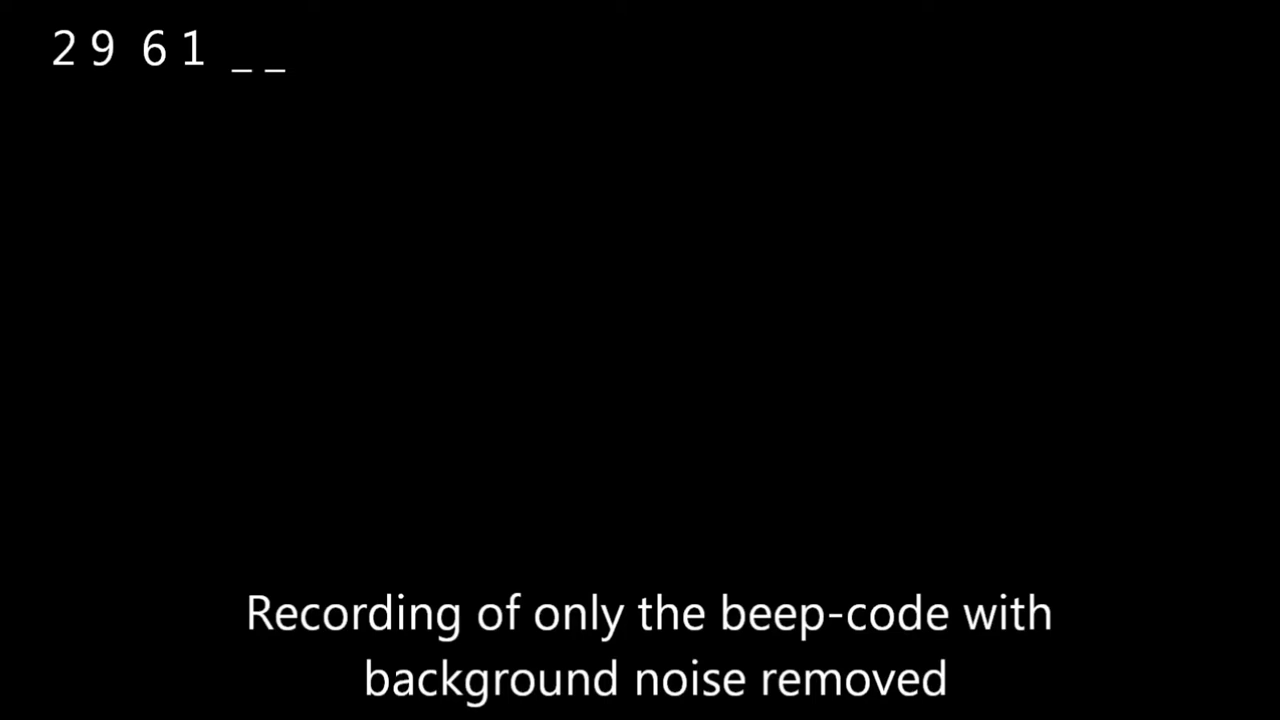 2 9 6 1 _ _
Recording of only the beep-code with
background noise removed